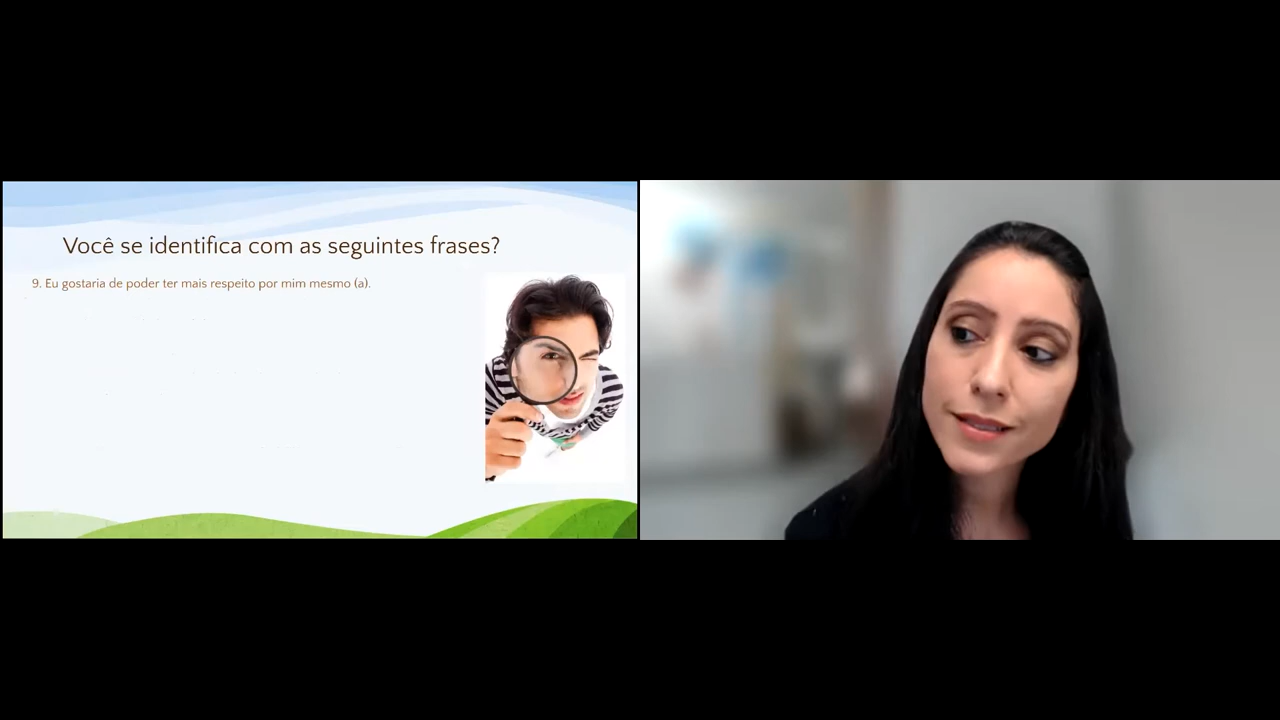 Você se identifica com as seguintes frases?
9. Eu gostaria de poder ter mais respeito por mim mesmo (a).